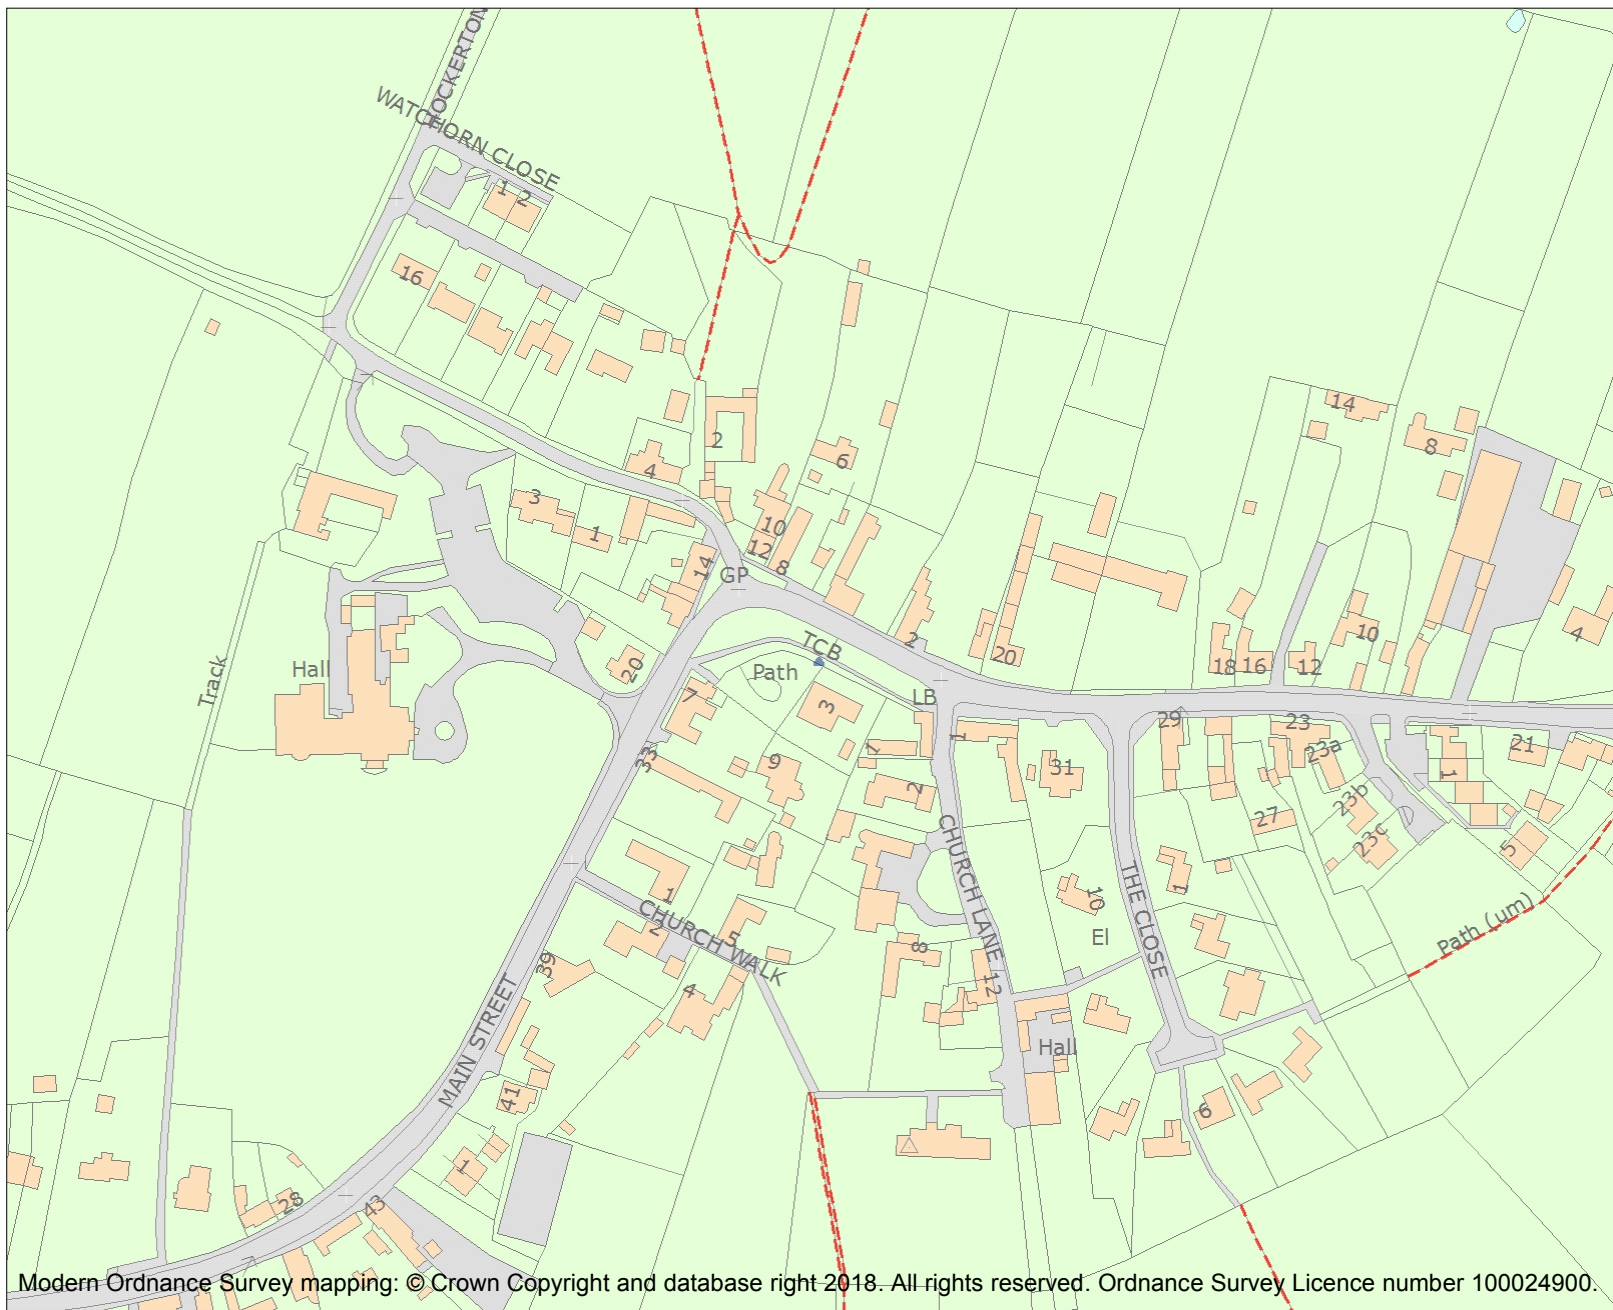 HOCKERTON
WATCHORN CLOSE
1
2
16
2
4
6
3
1
10
12
8
14
GP
14
8
TCB
2
20
18
16
12
10
4
Hall
20
Path
Track
7
3
LB
1
1
29
23
23a
21
33
9
31
2
1
23b
27
23c
5
CHURCH LANE
THE CLOSE
1
10
1
CHURCH WALK
2
5
El
8
Path (um)
39
4
12
MAIN STREET
Hall
41
6
1
28
43
Modern Ordnance Survey mapping: © Crown Copyright and database right 2018. All rights reserved. Ordnance Survey Licence number 100024900.